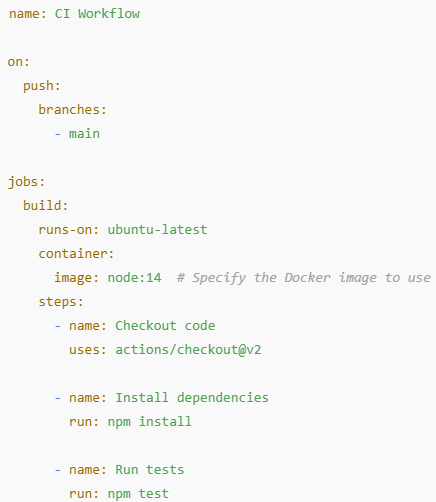 name: CI Workflow

on:
  push:
    branches:
      - main

jobs:
  build:
    runs-on: ubuntu-latest
    container:
      image: node:14  # Specify the Docker image to use
    steps:
      - name: Checkout code
        uses: actions/checkout@v2

      - name: Install dependencies
        run: npm install

      - name: Run tests
        run: npm test